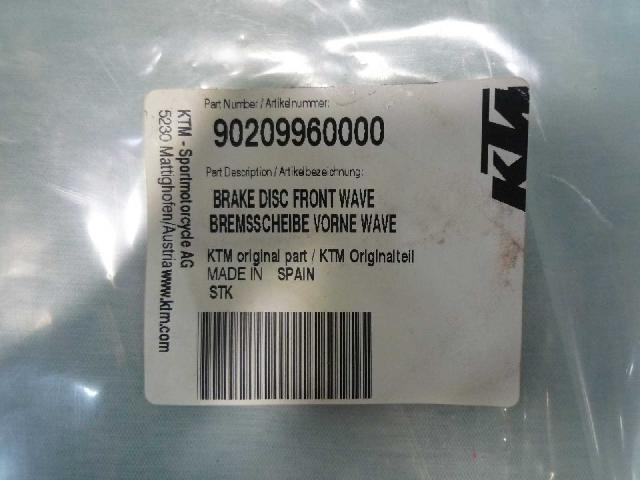 Part Number / Artikelnummer:
90209960000
Part Description / Artikelbezeichnung:
BRAKE DISC FRONT WAVE
BREMSSCHEIBE VORNE WAVE
KTM original part / KTM Originalteil
MADE IN SPAIN
STK
KTM - Sportmotorcycle AG
5230 Mattighofen/Austria
www.ktm.com
KTM